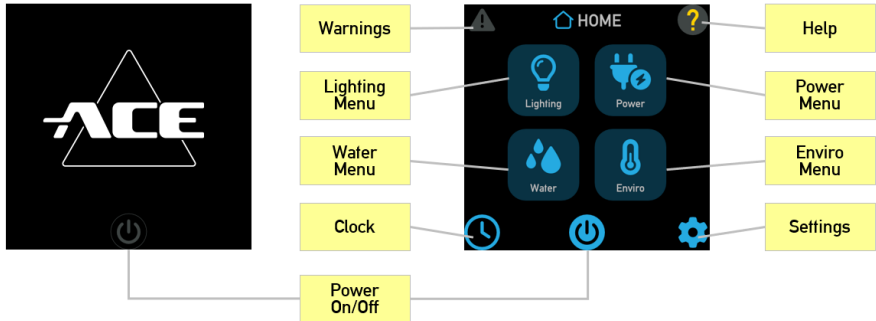 Warnings
HOME
?
Help
Lighting
Menu
Lighting
Power
Power
Menu
ACE
Water
Menu
Water
Enviro
Enviro
Menu
Clock
Settings
Power
On/Off